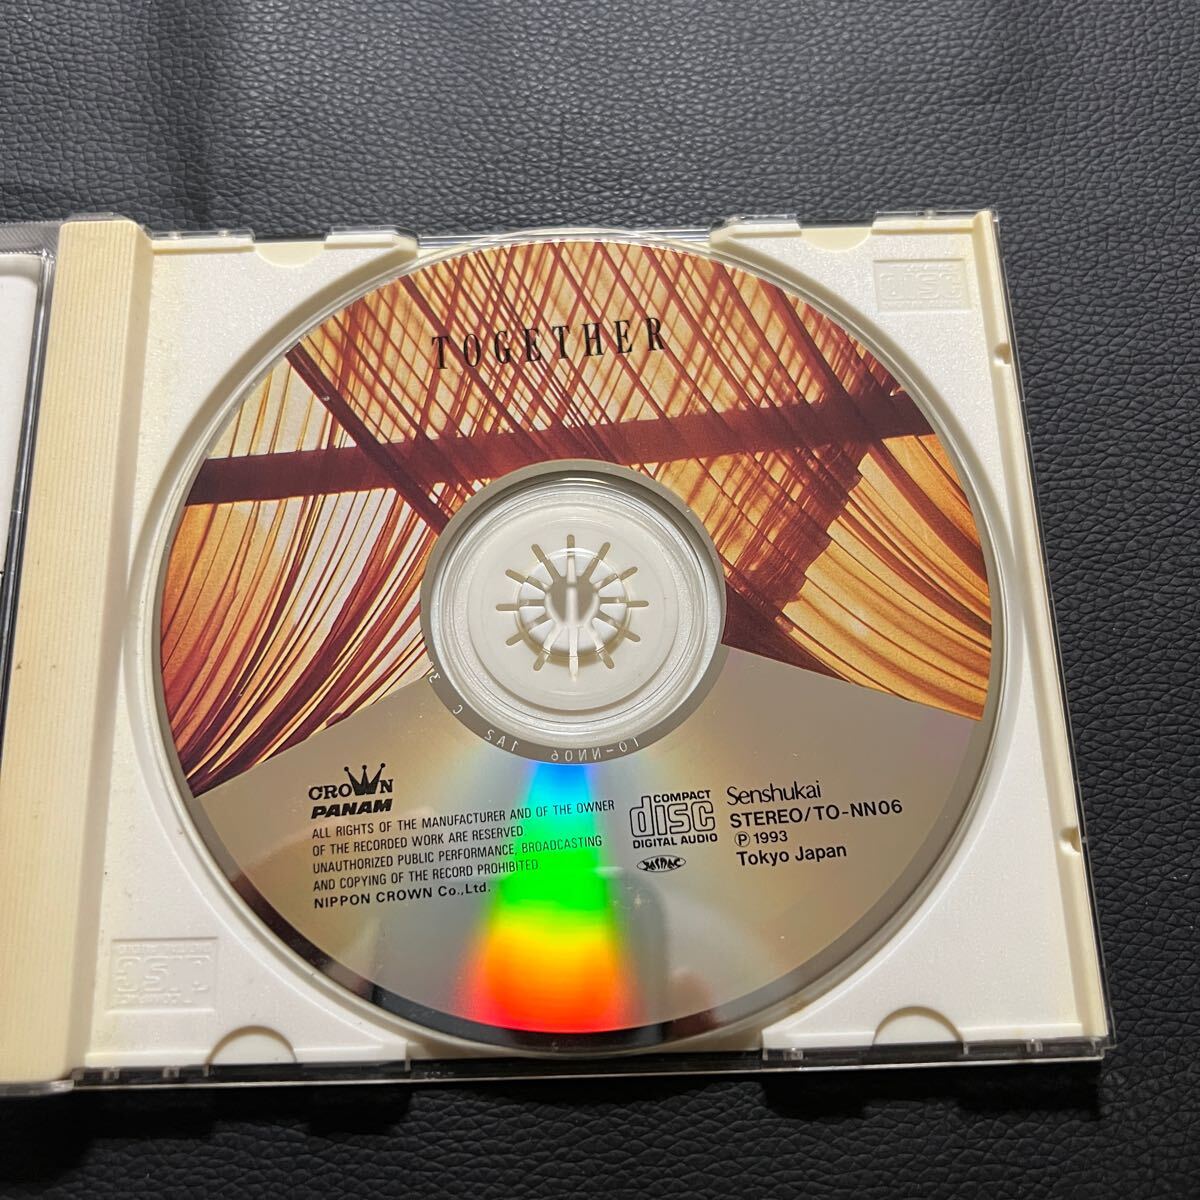 TOGETHER
CROWN
PANAM
ALL RIGHTS OF THE MANUFACTURER AND OF THE OWNER
OF THE RECORDED WORK ARE RESERVED
UNAUTHORIZED PUBLIC PERFORMANCE, BROADCASTING
AND COPYING OF THE RECORD PROHIBITED
NIPPON CROWN Co.,Ltd.
COMPACT
disc
DIGITAL AUDIO
JASRAC
Senshukai
STEREO/TO-NN06
Ⓟ 1993
Tokyo Japan
TO-NN06 1A2